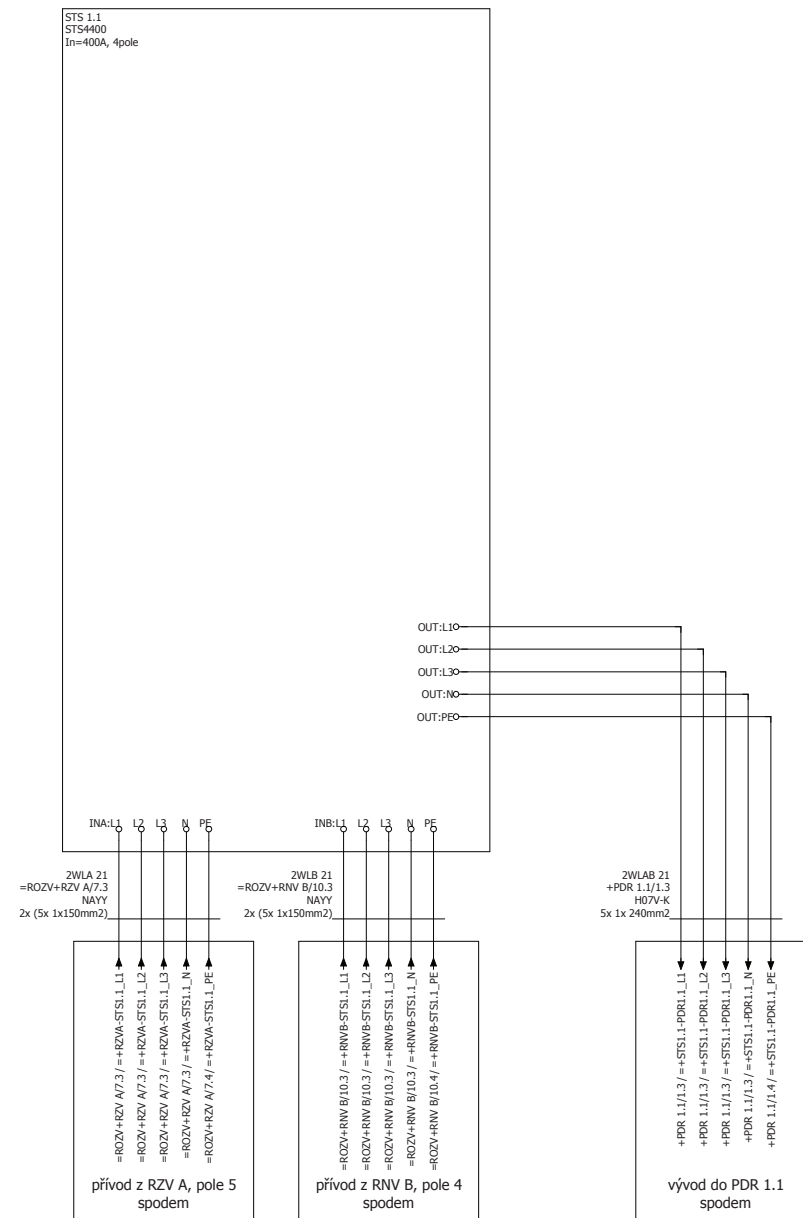 STS 1.1
STS4400
In=400A, 4pole
OUT:L1
OUT:L2
OUT:L3
OUT:N
OUT:PE
INA:L1 L2 L3 N PE
INB:L1 L2 L3 N PE
2WLA 21
=ROZV+RZV A/7.3
NAYY
2x (5x 1x150mm2)
2WLB 21
=ROZV+RNV B/10.3
NAYY
2x (5x 1x150mm2)
2WLAB 21
+PDR 1.1/1.3
H07V-K
5x 1x 240mm2
=ROZV+RZV A/7.3 / =+RZVA-STS1.1_L1
=ROZV+RZV A/7.3 / =+RZVA-STS1.1_L2
=ROZV+RZV A/7.3 / =+RZVA-STS1.1_L3
=ROZV+RZV A/7.3 / =+RZVA-STS1.1_N
=ROZV+RZV A/7.4 / =+RZVA-STS1.1_PE
přívod z RZV A, pole 5
spodem
=ROZV+RNV B/10.3 / =+RNVB-STS1.1_L1
=ROZV+RNV B/10.3 / =+RNVB-STS1.1_L2
=ROZV+RNV B/10.3 / =+RNVB-STS1.1_L3
=ROZV+RNV B/10.3 / =+RNVB-STS1.1_N
=ROZV+RNV B/10.4 / =+RNVB-STS1.1_PE
přívod z RNV B, pole 4
spodem
+PDR 1.1/1.3 / =+STS1.1-PDR1.1_L1
+PDR 1.1/1.3 / =+STS1.1-PDR1.1_L2
+PDR 1.1/1.3 / =+STS1.1-PDR1.1_L3
+PDR 1.1/1.3 / =+STS1.1-PDR1.1_N
+PDR 1.1/1.4 / =+STS1.1-PDR1.1_PE
vývod do PDR 1.1
spodem